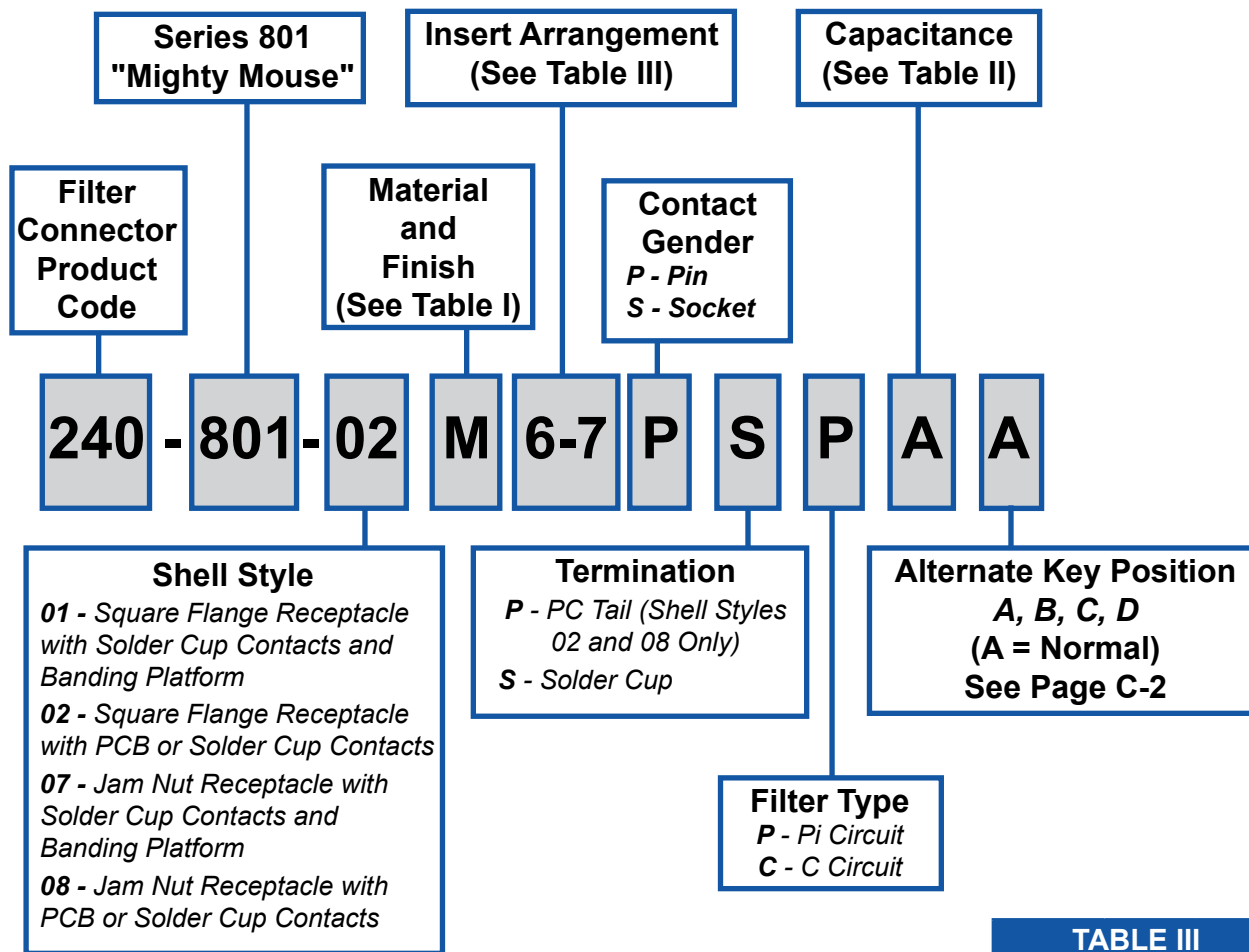 Series 801
"Mighty Mouse"
Insert Arrangement
(See Table III)
Capacitance
(See Table II)
Filter
Connector
Product
Code
Material
and
Finish
(See Table I)
Contact
Gender
P - Pin
S - Socket
240 - 801 - 02 M 6-7 P S P A A
Shell Style
01 - Square Flange Receptacle
with Solder Cup Contacts and
Banding Platform
02 - Square Flange Receptacle
with PCB or Solder Cup Contacts
07 - Jam Nut Receptacle with
Solder Cup Contacts and
Banding Platform
08 - Jam Nut Receptacle with
PCB or Solder Cup Contacts
Termination
P - PC Tail (Shell Styles
02 and 08 Only)
S - Solder Cup
Filter Type
P - Pi Circuit
C - C Circuit
Alternate Key Position
A, B, C, D
(A = Normal)
See Page C-2
TABLE III